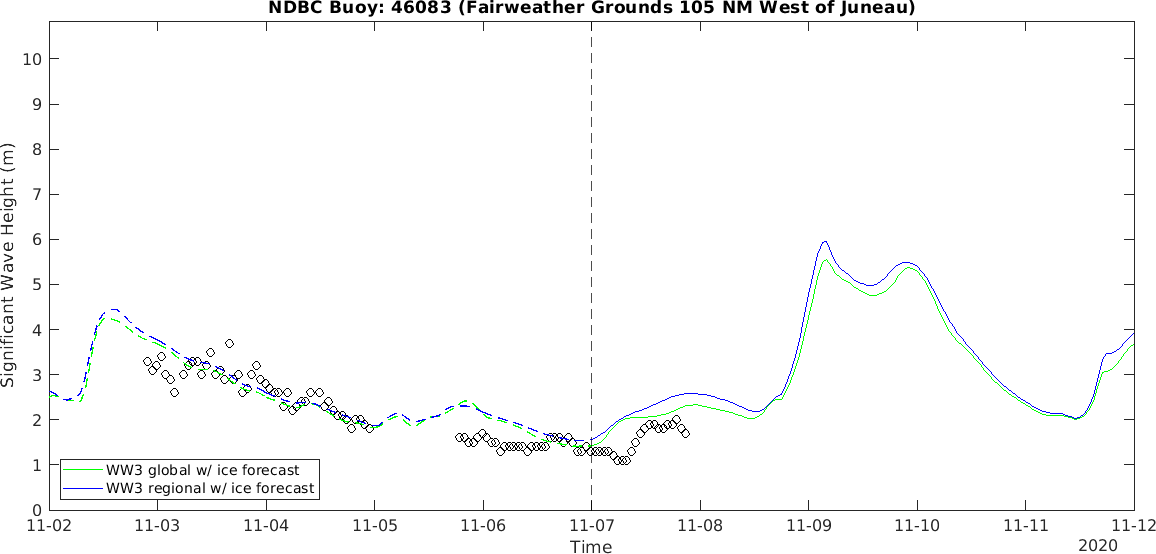 NDBC Buoy: 46083 (Fairweather Grounds 105 NM West of Juneau)
Significant Wave Height (m)
10
9
8
7
6
5
4
3
2
1
0
WW3 global w/ ice forecast
WW3 regional w/ ice forecast
11-02 11-03 11-04 11-05 11-06 11-07 11-08 11-09 11-10 11-11 11-12
Time
2020